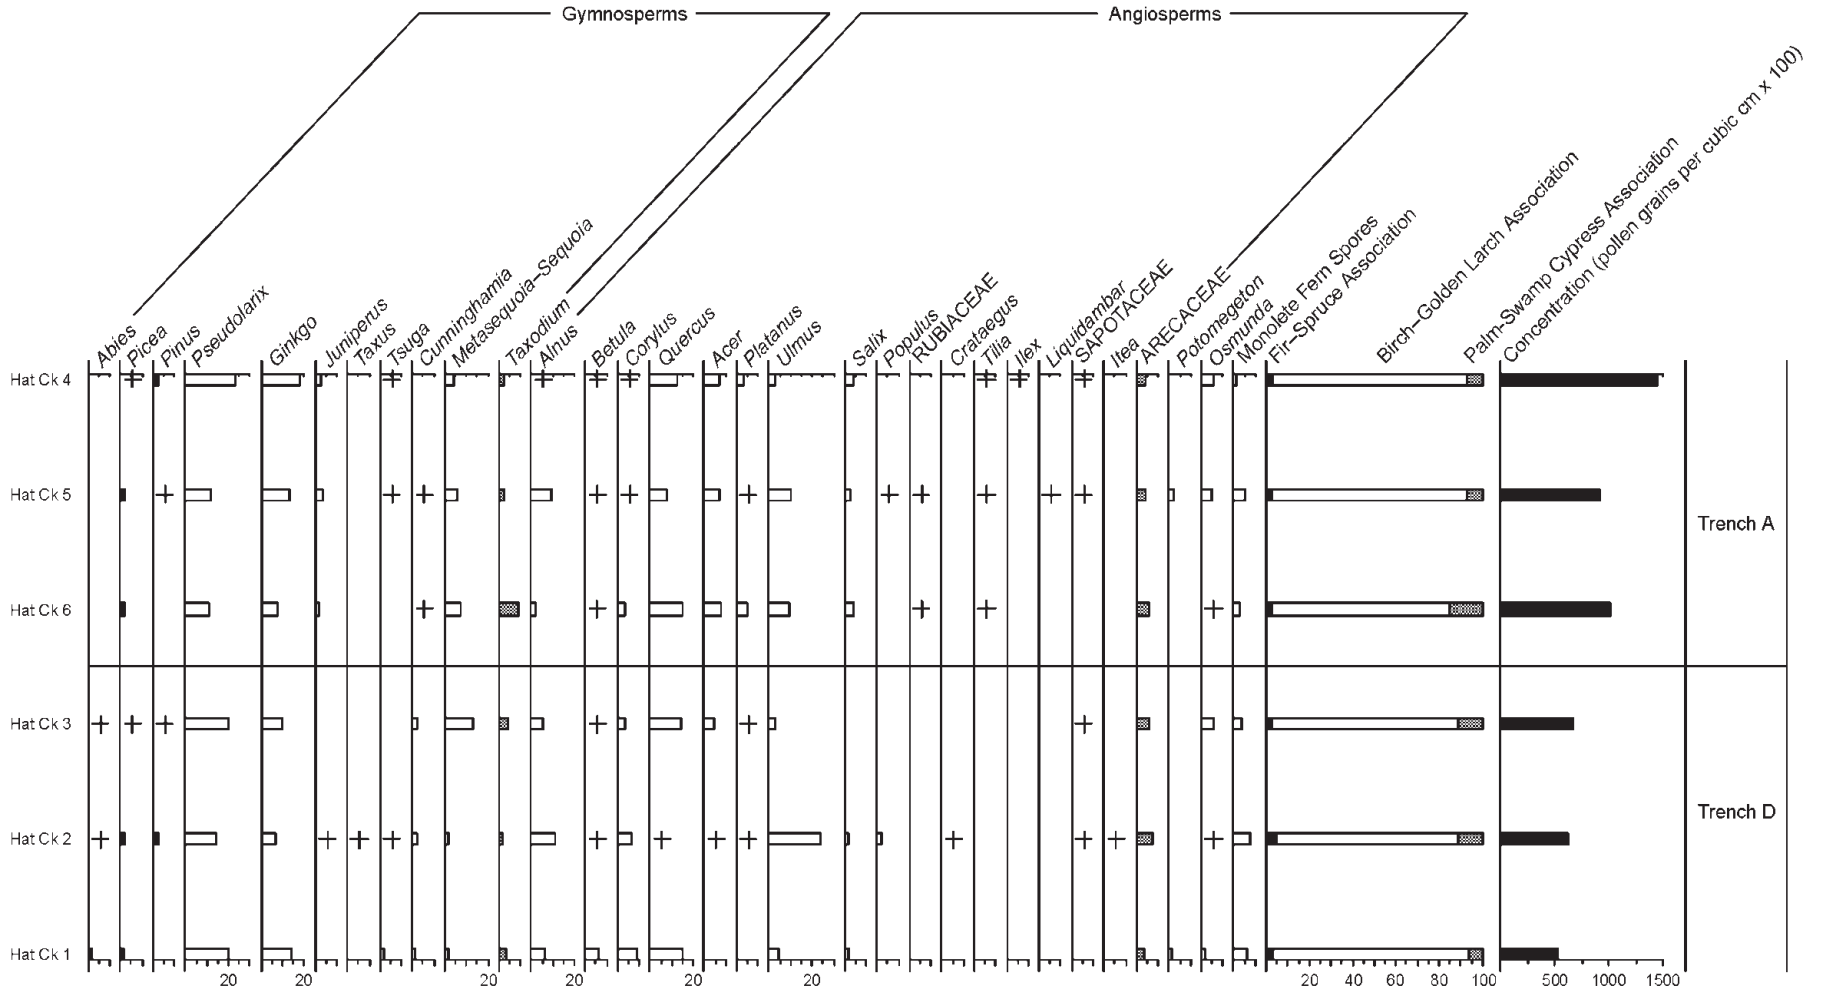 Gymnosperms
Angiosperms
Abies
Picea
Pinus
Pseudolarix
Ginkgo
Juniperus
Taxus
Tsuga
Cunninghamia
Metasequoia–Sequoia
Taxodium
Alnus
Betula
Corylus
Quercus
Acer
Platanus
Ulmus
Salix
Populus
RUBIACEAE
Crataegus
Tilia
Ilex
Liquidambar
SAPOTACEAE
Itea
ARECACEAE
Potomegeton
Osmunda
Monolete Fern Spores
Fir–Spruce Association
Birch–Golden Larch Association
Palm–Swamp Cypress Association
Concentration (pollen grains per cubic cm x 100)
Hat Ck 4
Hat Ck 5
Trench A
Hat Ck 6
Hat Ck 3
Trench D
Hat Ck 2
Hat Ck 1
20 20 20 20 20 20 40 60 80 100 500 1000 1500